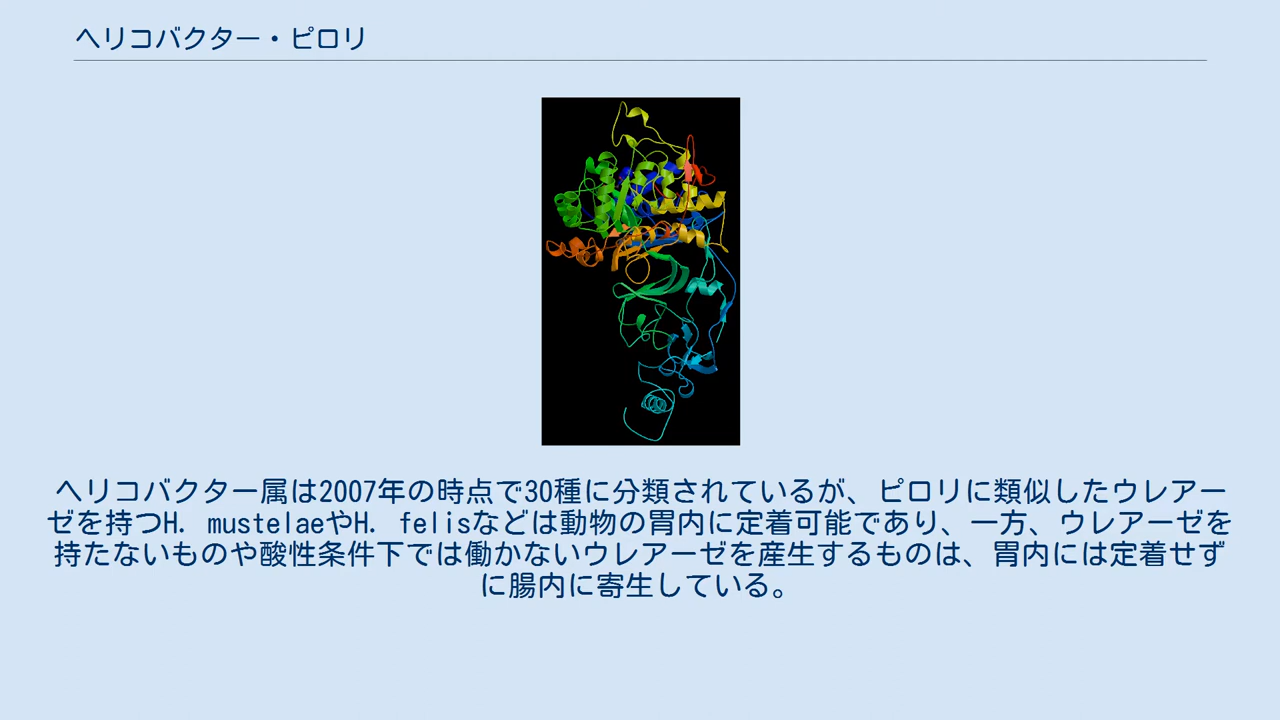 ヘリコバクター・ピロリ
ヘリコバクター属は2007年の時点で30種に分類されているが、ピロリに類似したウレアー
ゼを持つH. mustelaeやH. felisなどは動物の胃内に定着可能であり、一方、ウレアーゼを
持たないものや酸性条件下では働かないウレアーゼを産生するものは、胃内には定着せず
に腸内に寄生している。